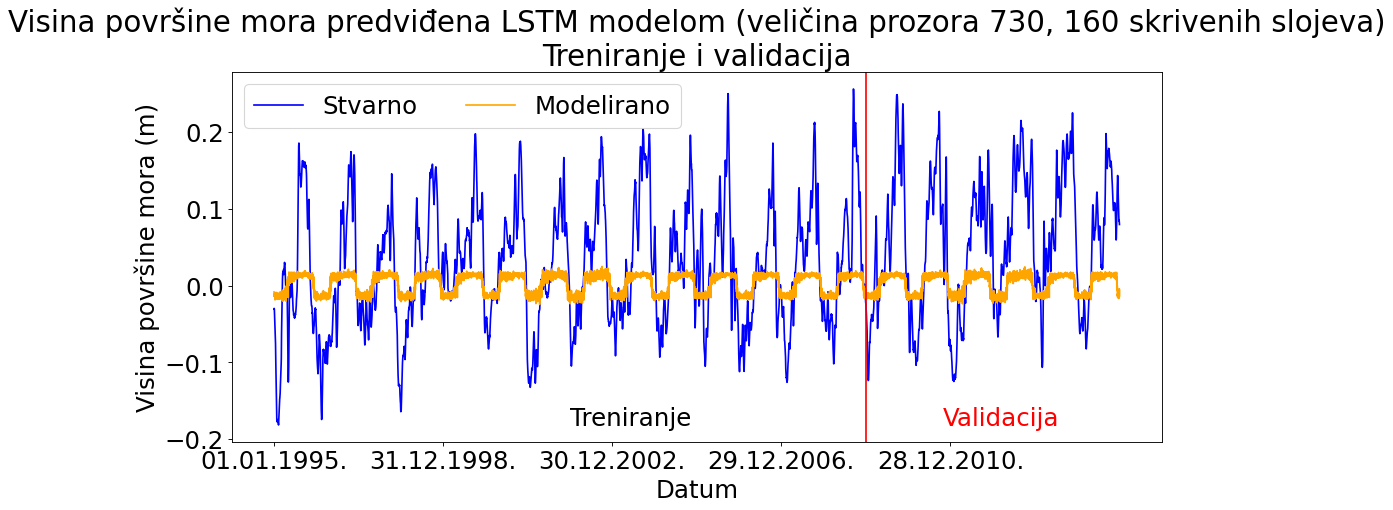 Visina površine mora predviđena LSTM modelom (veličina prozora 730, 160 skrivenih slojeva)
Treniranje i validacija
Stvarno Modelirano
Visina površine mora (m)
0.2
0.1
0.0
−0.1
−0.2
Treniranje Validacija
01.01.1995. 31.12.1998. 30.12.2002. 29.12.2006. 28.12.2010.
Datum